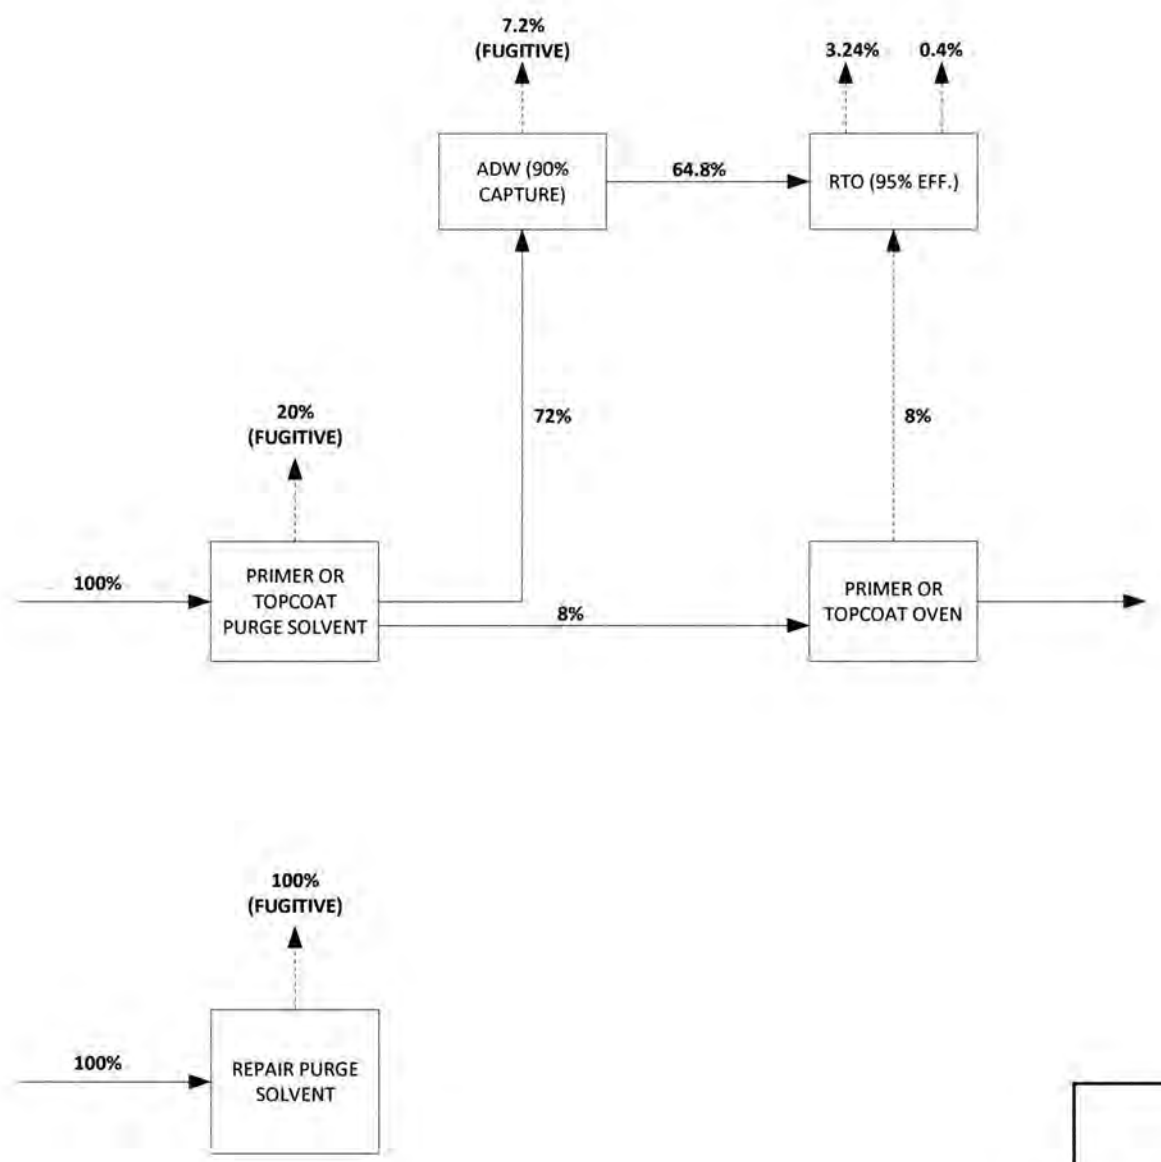 7.2%
(FUGITIVE)
3.24%
0.4%
ADW (90%
CAPTURE)
64.8%
RTO (95% EFF.)
20%
(FUGITIVE)
72%
8%
100%
PRIMER OR
TOPCOAT
PURGE SOLVENT
8%
PRIMER OR
TOPCOAT OVEN
100%
(FUGITIVE)
100%
REPAIR PURGE
SOLVENT